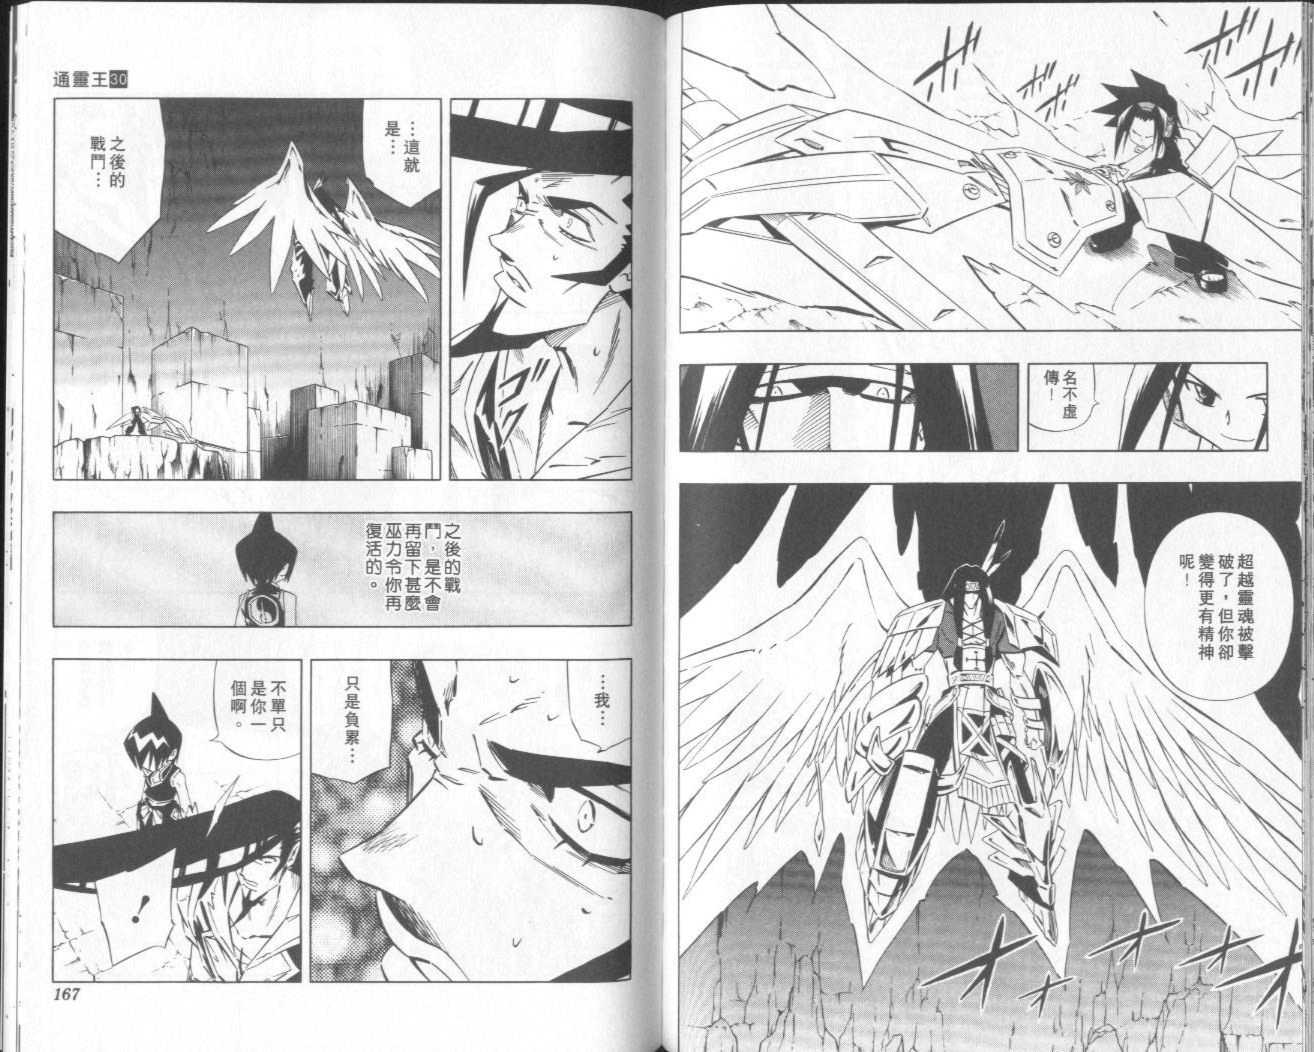 名不虛
傳！
超越靈魂被擊
破了，但你卻
變得更有精神
呢！
通靈王30
…這就
是…
之後的
戰鬥…
之後的戰
鬥，是不會
再留下甚麼
巫力令你再
復活的。
…我…
只是負累…
不單只
是你一
個啊。
！
167